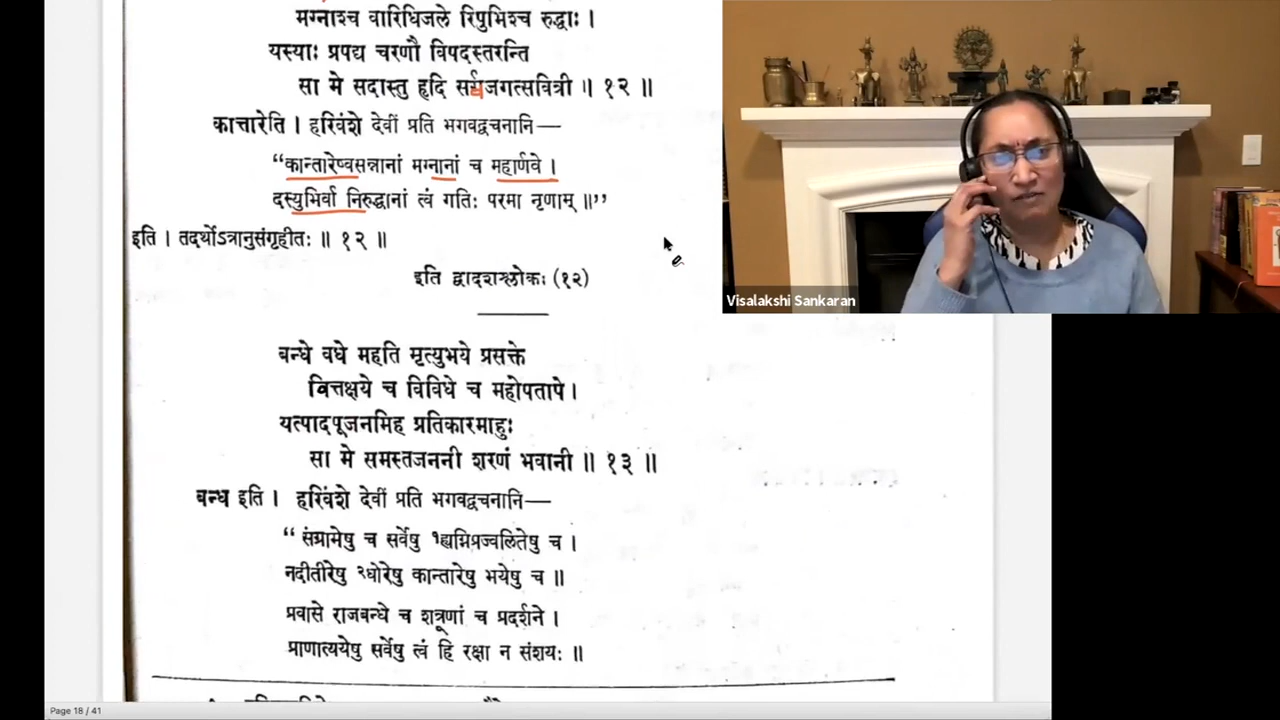 मग्नाश्च वारिधिजले रिपुभिश्च रुद्धाः ।
यस्याः प्रपद्य चरणौ विपदस्तरन्ति
सा मे सदास्तु हृदि सर्वजगत्सवित्री ॥ १२ ॥
कात्तारेति । हरिवंशे देवीं प्रति भगवद्वचनानि—
“कान्तारेष्वसन्नानां मग्नानां च महार्णवे ।
दस्युभिर्वा निरुद्धानां त्वं गतिः परमा नृणाम् ॥”
इति । तदर्थोऽत्रानुसंगृहीतः ॥ १२ ॥
इति द्वादशश्लोकः (१२)
बन्धे वधे महति मृत्युभये प्रसक्ते
वित्तक्षये च विविधे च महोपतापे ।
यत्पादपूजनमिह प्रतिकारमाहुः
सा मे समस्तजननी शरणं भवानी ॥ १३ ॥
बन्ध इति । हरिवंशे देवीं प्रति भगवद्वचनानि—
“ संग्रामेषु च सर्वेषु १ह्यग्निप्रज्वलितेषु च ।
नदीतीरेषु २घोरेषु कान्तारेषु भयेषु च ॥
प्रवासे राजबन्धे च शत्रूणां च प्रदर्शने ।
प्राणात्ययेषु सर्वेषु त्वं हि रक्षा न संशयः ॥
Page 18 / 41
Visalakshi Sankaran